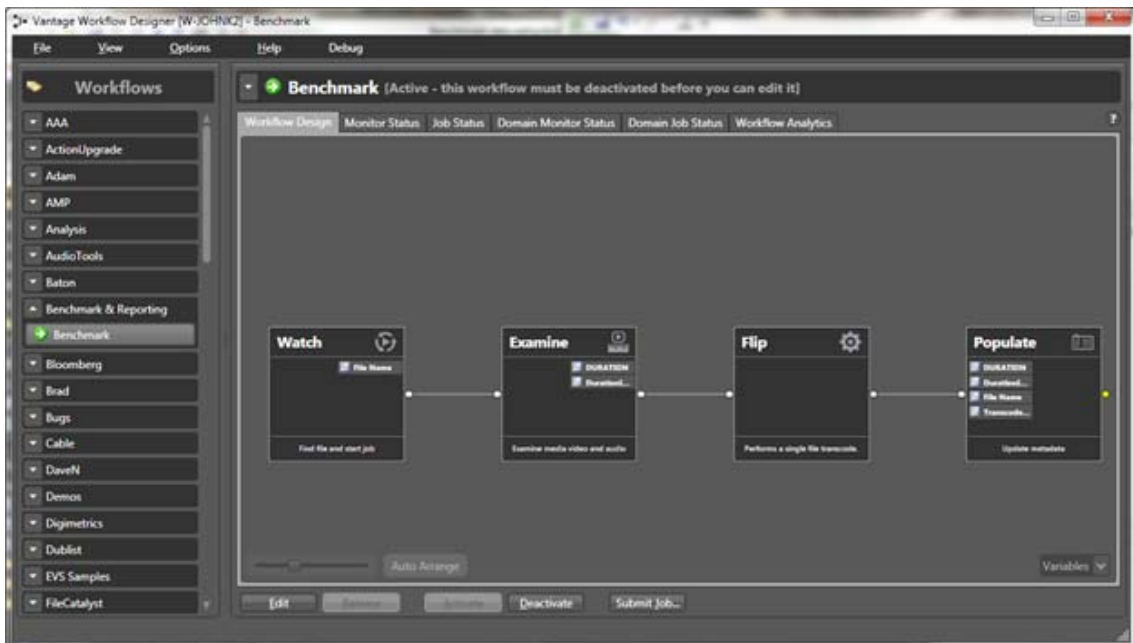 Vantage Workflow Designer [W-JOHNK2] - Benchmark
File View Options Help Debug
Workflows
AAA
ActionUpgrade
Adam
AMP
Analysis
AudioTools
Baton
Benchmark & Reporting
Benchmark
Bloomberg
Brad
Bugs
Cable
DaveN
Demos
Digimetrics
Dublist
EVS Samples
FileCatalyst
Benchmark [Active - this workflow must be deactivated before you can edit it]
Workflow Design Monitor Status Job Status Domain Monitor Status Domain Job Status Workflow Analytics ?
Watch
File Name
Find file and start job
Examine
DURATION
DurationI...
Examine media video and audio
Flip
Performs a single file transcode.
Populate
DURATION
DurationI...
File Name
Transcode...
Update metadata
Auto Arrange
Variables
Edit Activate Deactivate Submit Job...